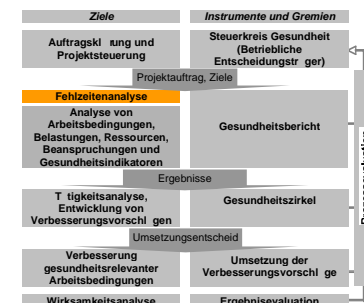 Ziele
Instrumente und Gremien
Auftragskl rung und
Projektsteuerung
Steuerkreis Gesundheit
(Betriebliche
Entscheidungstr ger)
Projektauftrag, Ziele
Fehlzeitenanalyse
Analyse von
Arbeitsbedingungen,
Belastungen, Ressourcen,
Beanspruchungen und
Gesundheitsindikatoren
Gesundheitsbericht
Ergebnisse
T tigkeitsanalyse,
Entwicklung von
Verbesserungsvorschl gen
Gesundheitszirkel
Umsetzungsentscheid
Verbesserung
gesundheitsrelevanter
Arbeitsbedingungen
Umsetzung der
Verbesserungsvorschl ge
Wirksamkeitsanalyse
Ergebnisevaluation